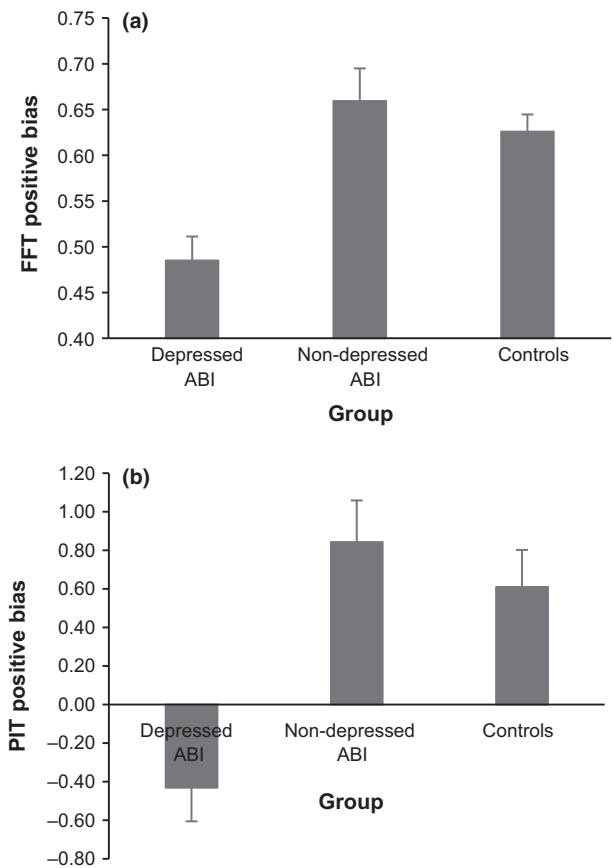 (a)
FFT positive bias
0.75
0.70
0.65
0.60
0.55
0.50
0.45
0.40
Depressed ABI
Non-depressed ABI
Controls
Group
(b)
PIT positive bias
1.20
1.00
0.80
0.60
0.40
0.20
0.00
–0.20
–0.40
–0.60
–0.80
Depressed ABI
Non-depressed ABI
Controls
Group